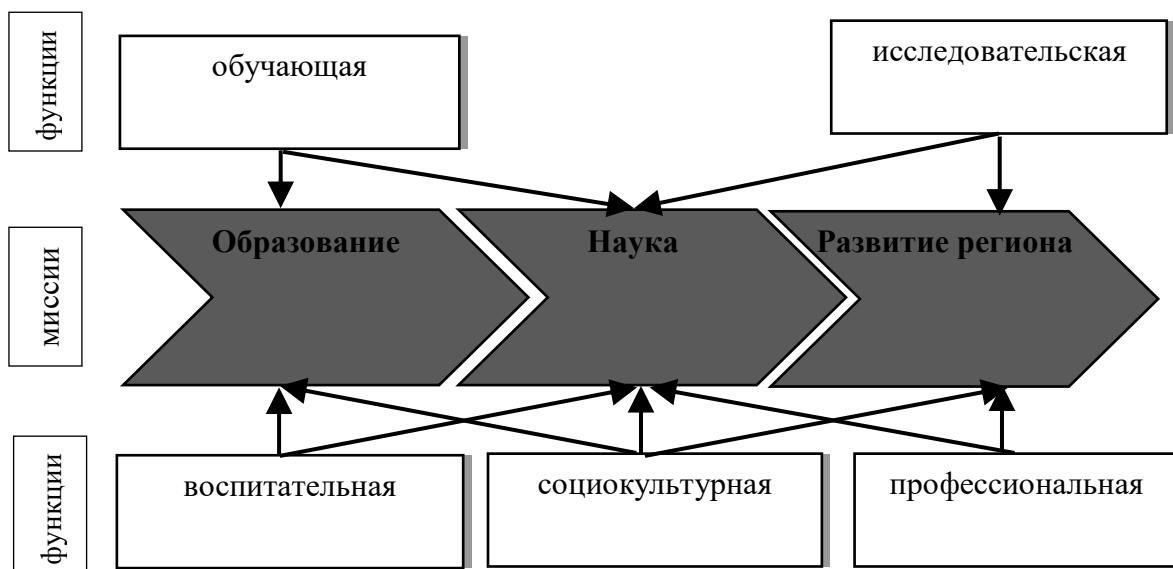 функции
обучающая
исследовательская
миссии
Образование
Наука
Развитие региона
функции
воспитательная
социокультурная
профессиональная